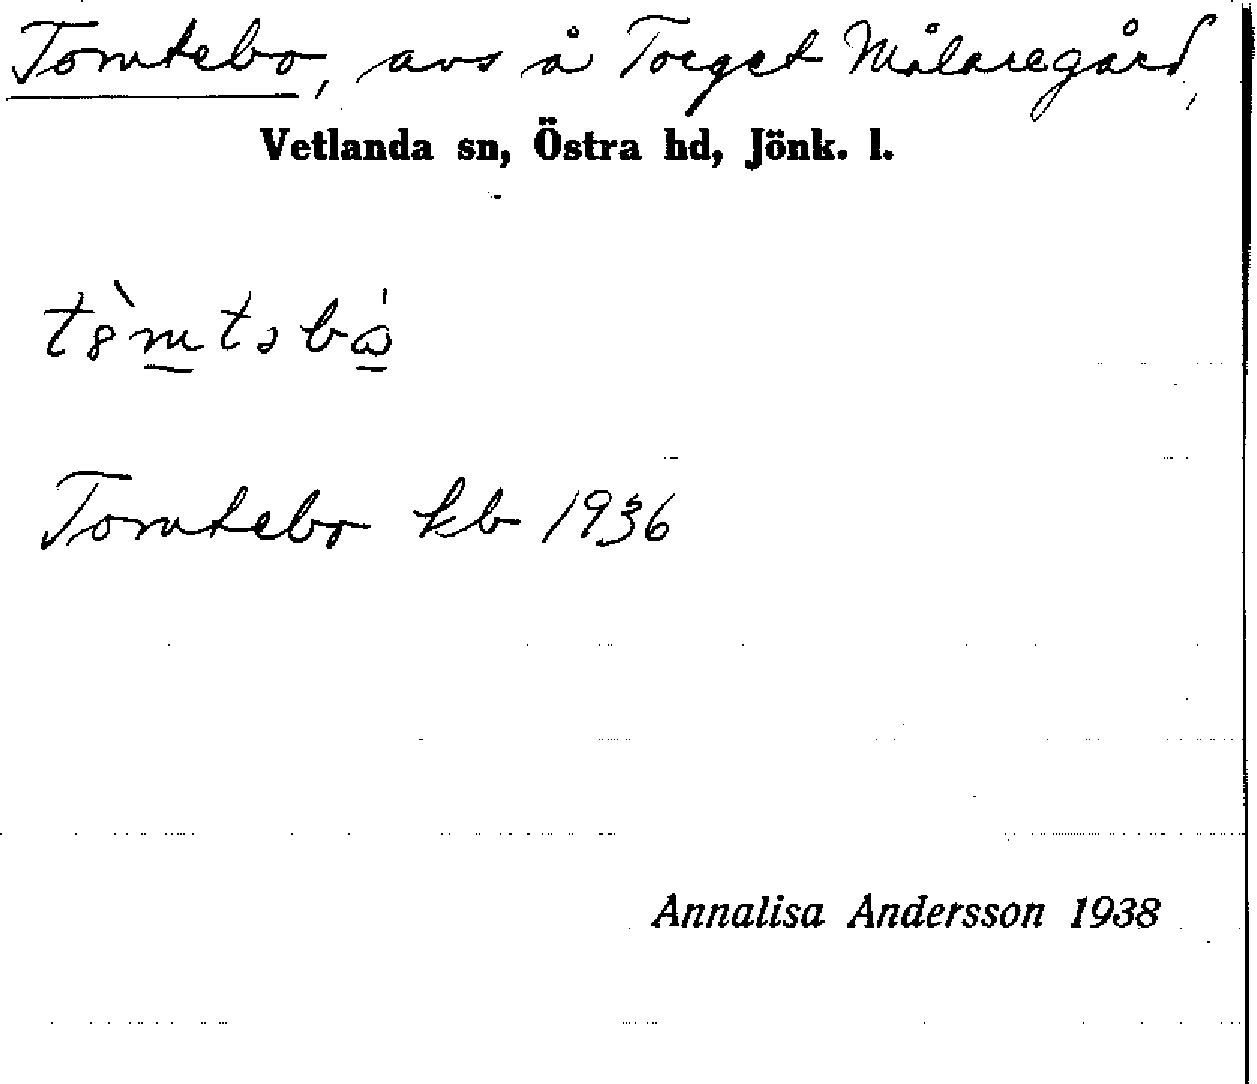 Tomtebo, avs å Torget Målaregård,
Vetlanda sn, Östra hd, Jönk. l.
Tomtebo kb 1936
Annalisa Andersson 1938